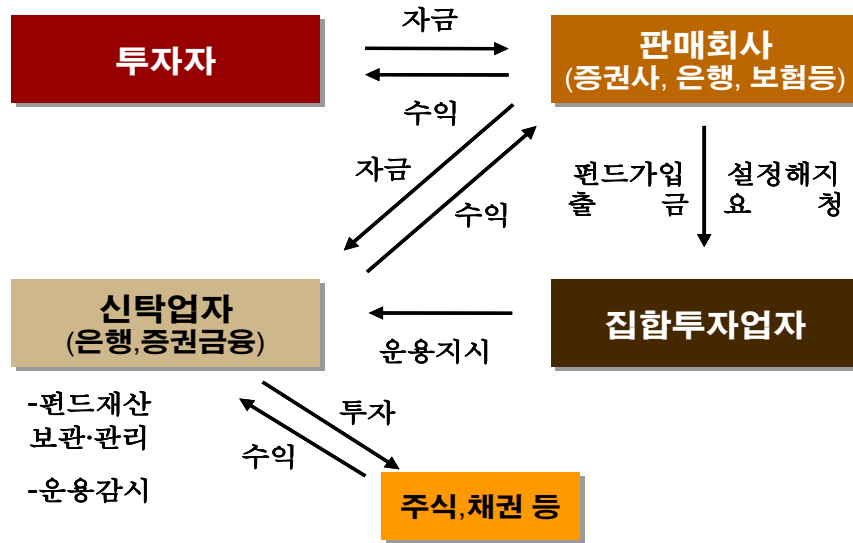 자금
투자자
판매회사
(증권사, 은행, 보험등)
수익
자금
수익
펀드가입
출 금
설정해지
요 청
신탁업자
(은행,증권금융)
집합투자업자
운용지시
-펀드재산
보관·관리
-운용감시
투자
수익
주식,채권 등